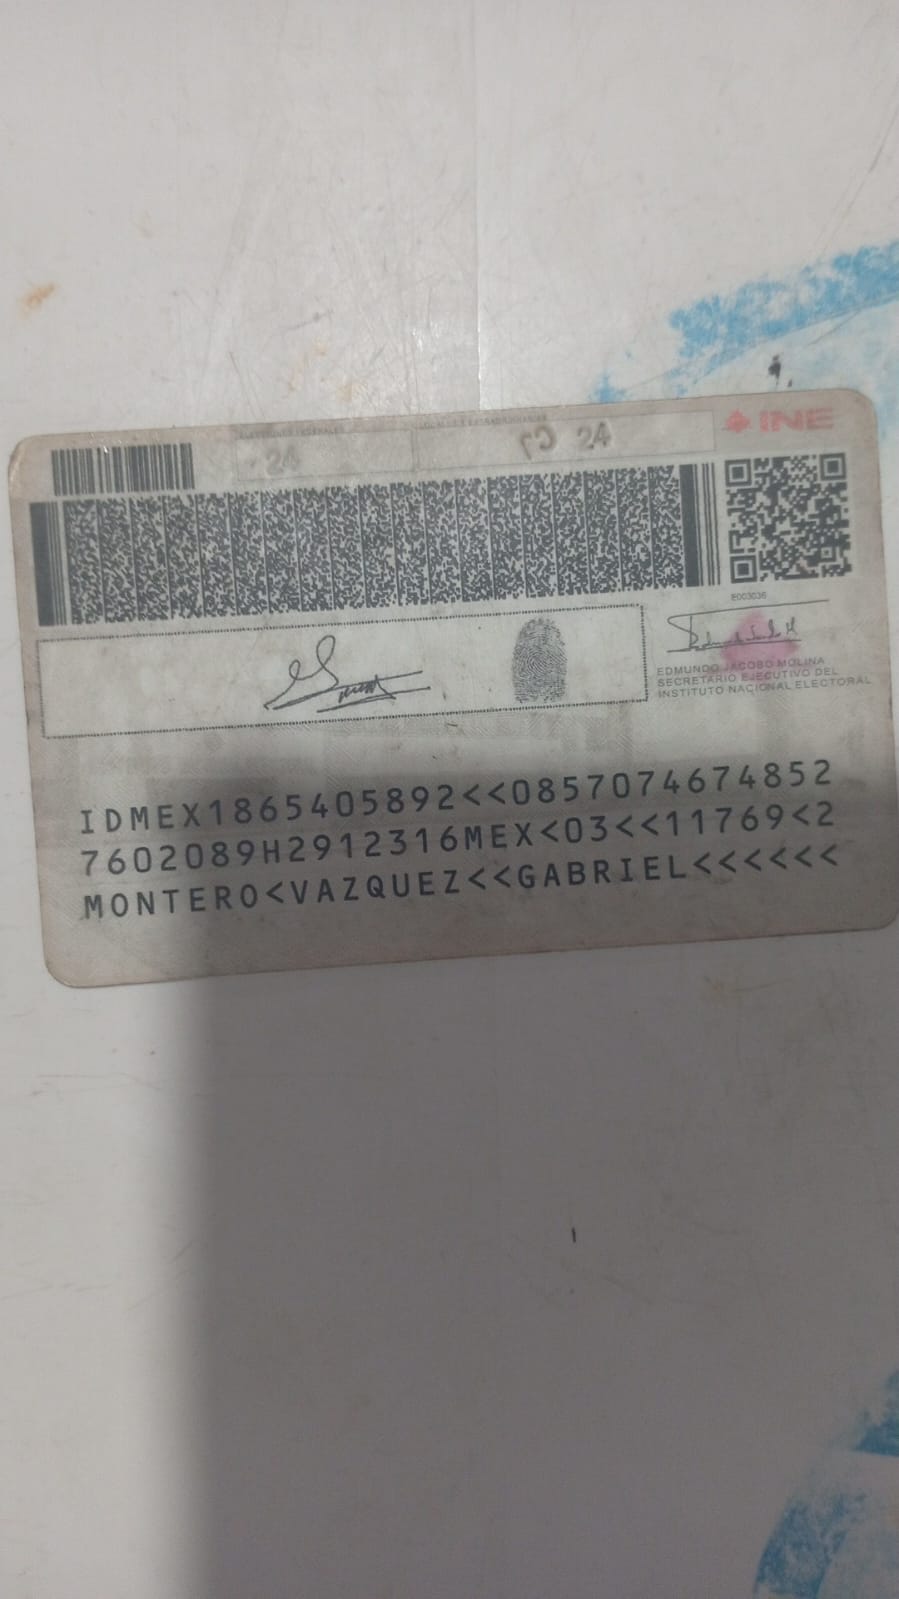 INE
24
24
E003036
EDMUNDO JACOBO MOLINA
SECRETARIO EJECUTIVO DEL
INSTITUTO NACIONAL ELECTORAL
IDMEX1865405892<<0857074674852
7602089H2912316MEX<03<<11769<2
MONTERO<VAZQUEZ<<GABRIEL<<<<<<